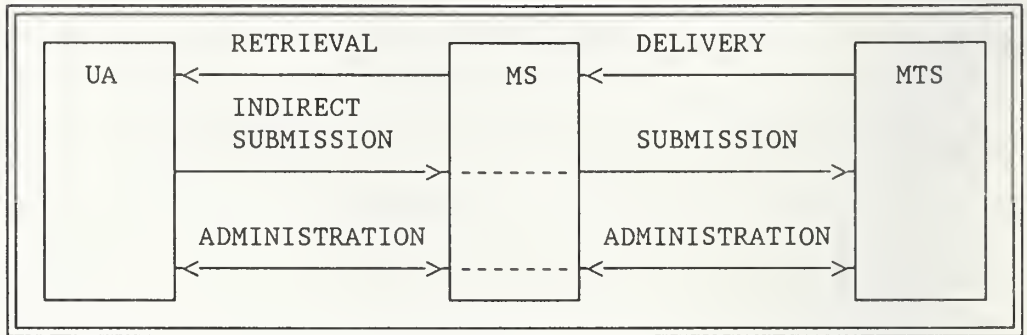 RETRIEVAL
DELIVERY
UA
MS
MTS
INDIRECT
SUBMISSION
SUBMISSION
ADMINISTRATION
ADMINISTRATION